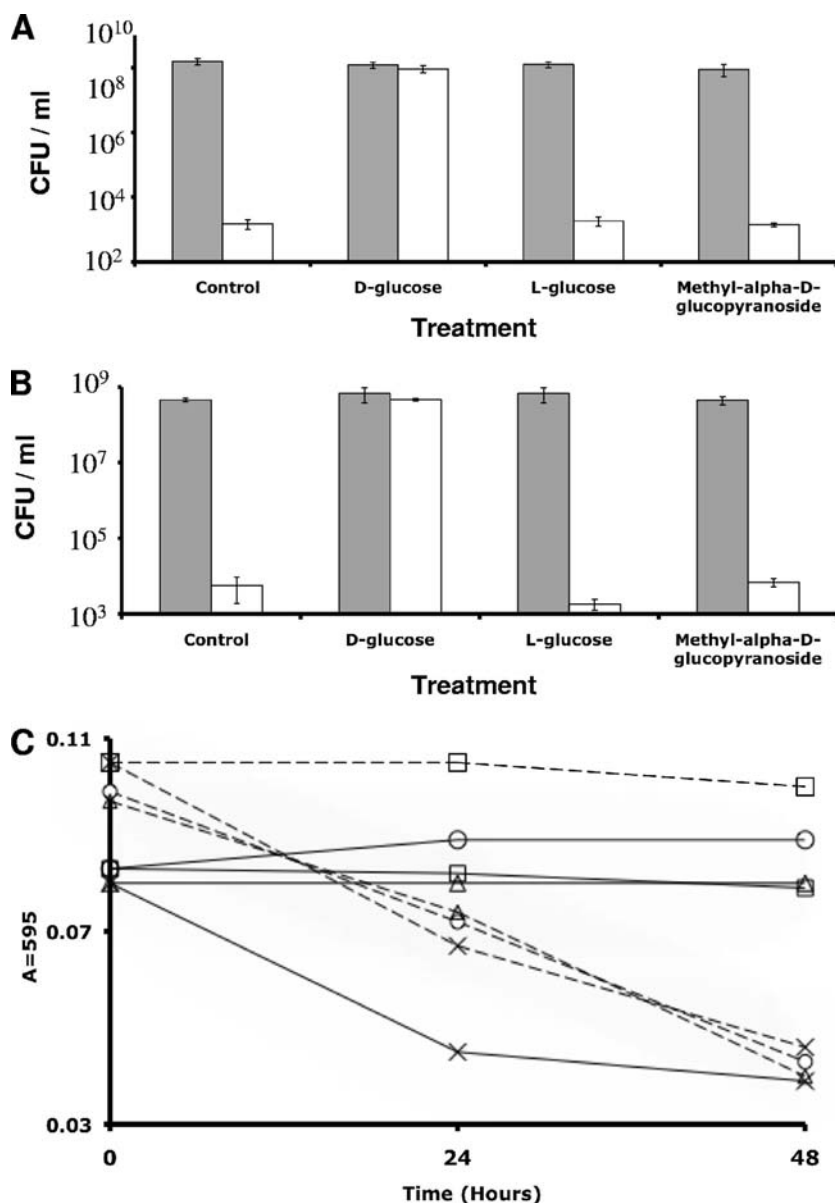 A
10^10
10^8
10^6
10^4
10^2
CFU / ml
Control
D-glucose
L-glucose
Methyl-alpha-D-
glucopyranoside
Treatment
B
10^9
10^7
10^5
10^3
CFU / ml
Control
D-glucose
L-glucose
Methyl-alpha-D-
glucopyranoside
Treatment
C
0.11
0.07
0.03
A=595
0
24
48
Time (Hours)